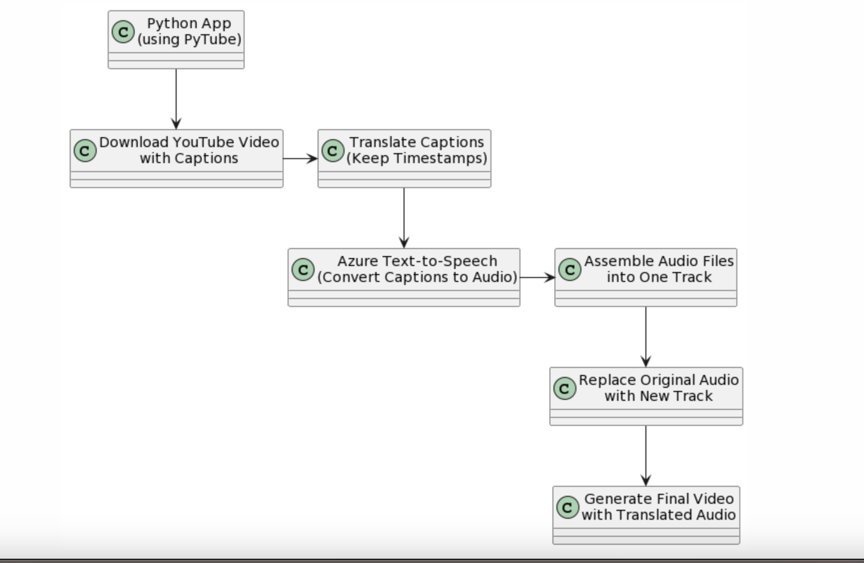 Python App
(using PyTube)
C
Download YouTube Video
with Captions
C
Translate Captions
(Keep Timestamps)
C
Azure Text-to-Speech
(Convert Captions to Audio)
C
Assemble Audio Files
into One Track
C
Replace Original Audio
with New Track
C
Generate Final Video
with Translated Audio
C